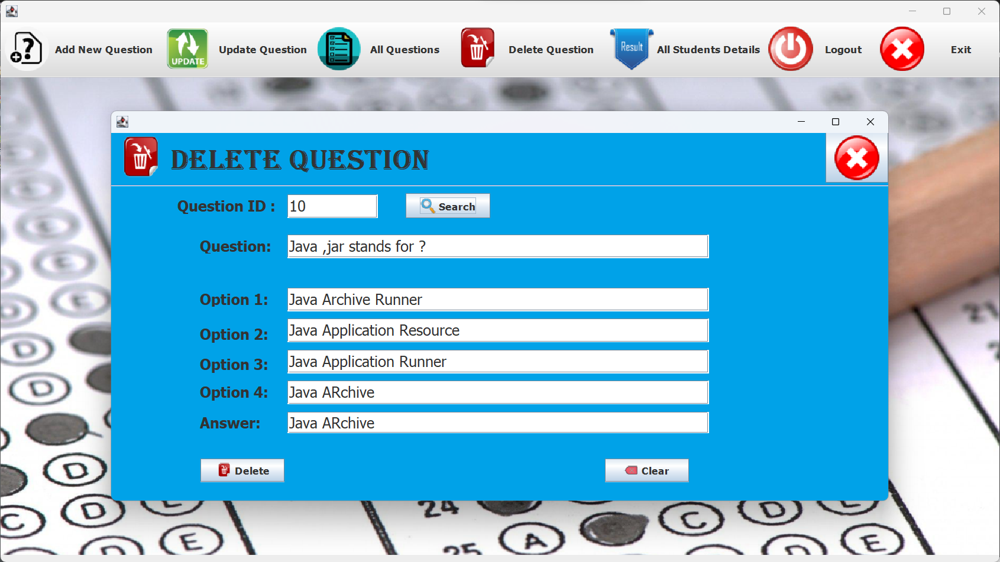 Add New Question
UPDATE
Update Question
All Questions
Delete Question
Result
All Students Details
Logout
Exit
DELETE QUESTION
Question ID : 10
Search
Question: Java ,jar stands for ?
Option 1: Java Archive Runner
Option 2: Java Application Resource
Option 3: Java Application Runner
Option 4: Java ARchive
Answer: Java ARchive
Delete
Clear
D
D
D
C D E
24
25 A C D E